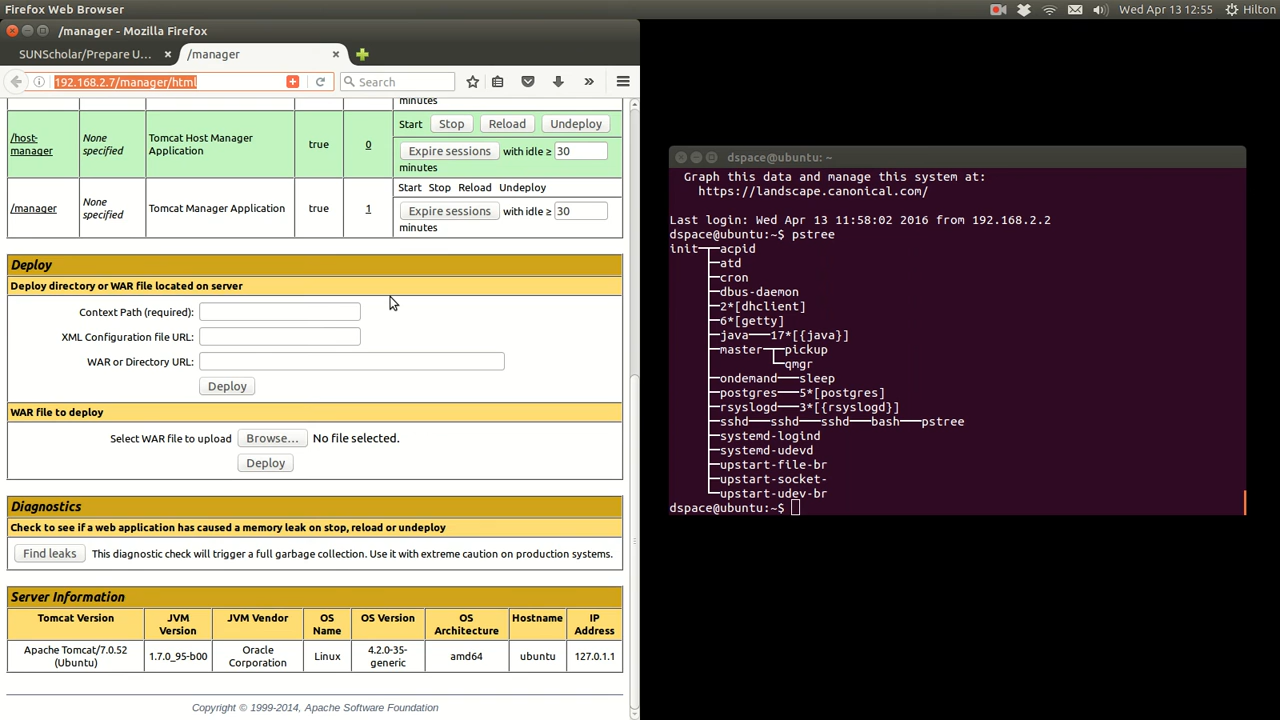 Firefox Web Browser
Wed Apr 13 12:55
Hilton
/manager - Mozilla Firefox
SUNScholar/Prepare U...
/manager
192.168.2.7/manager/html
Search
minutes
/host-
manager
None
specified
Tomcat Host Manager
Application
true
0
Start Stop Reload Undeploy
Expire sessions with idle ≥ 30
minutes
/manager
None
specified
Tomcat Manager Application
true
1
Start Stop Reload Undeploy
Expire sessions with idle ≥ 30
minutes
Deploy
Deploy directory or WAR file located on server
Context Path (required):
XML Configuration file URL:
WAR or Directory URL:
Deploy
WAR file to deploy
Select WAR file to upload Browse... No file selected.
Deploy
Diagnostics
Check to see if a web application has caused a memory leak on stop, reload or undeploy
Find leaks This diagnostic check will trigger a full garbage collection. Use it with extreme caution on production systems.
Server Information
Tomcat Version
JVM
Version
JVM Vendor
OS
Name
OS Version
OS
Architecture
Hostname
IP
Address
Apache Tomcat/7.0.52
(Ubuntu)
1.7.0_95-b00
Oracle
Corporation
Linux
4.2.0-35-
generic
amd64
ubuntu
127.0.1.1
Copyright © 1999-2014, Apache Software Foundation
dspace@ubuntu: ~
Graph this data and manage this system at:
https://landscape.canonical.com/
Last login: Wed Apr 13 11:58:02 2016 from 192.168.2.2
dspace@ubuntu:~$ pstree
init─┬─acpid
├─atd
├─cron
├─dbus-daemon
├─2*[dhclient]
├─6*[getty]
├─java───17*[{java}]
├─master─┬─pickup
└─qmgr
├─ondemand───sleep
├─postgres───5*[postgres]
├─rsyslogd───3*[{rsyslogd}]
├─sshd───sshd───sshd───bash───pstree
├─systemd-logind
├─systemd-udevd
├─upstart-file-br
├─upstart-socket-
└─upstart-udev-br
dspace@ubuntu:~$